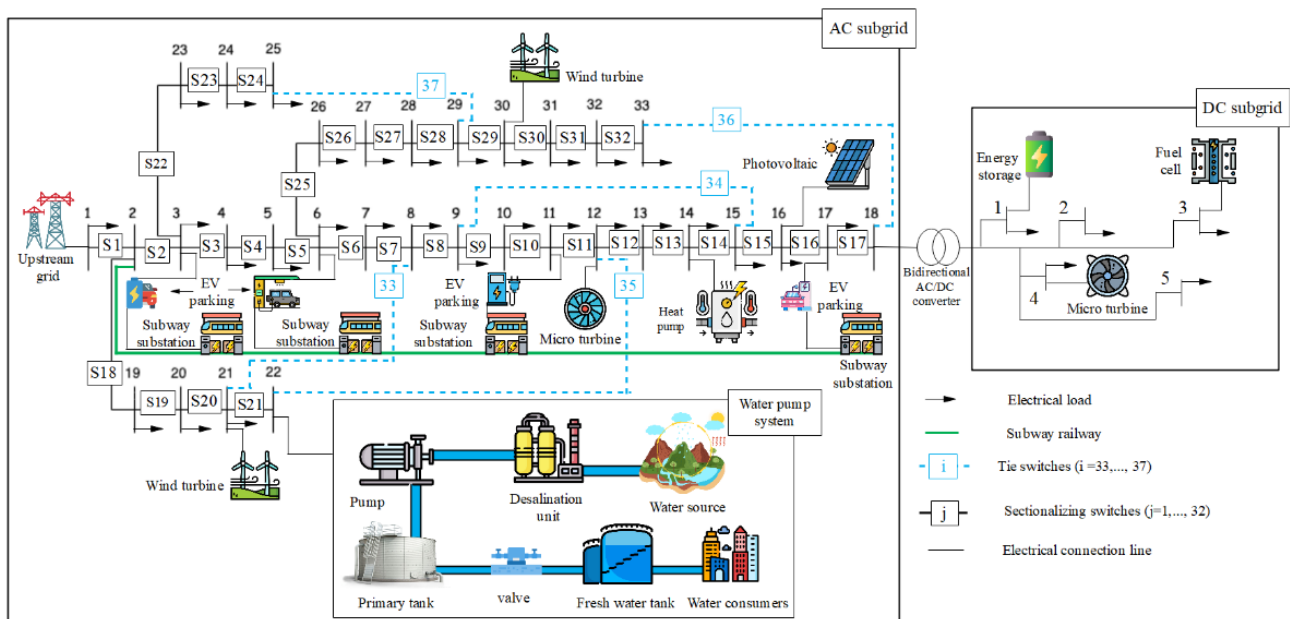 AC subgrid
DC subgrid
23 24 25
S23 S24
37
Wind turbine
26 27 28 29 30 31 32 33
S26 S27 S28 S29 S30 S31 S32
36
S22
S25
Photovoltaic
34
Energy
storage
Fuel
cell
1 2 3
Upstream
grid
1 2 3 4 5 6 7 8 9 10 11 12 13 14 15 16 17 18
S1 S2 S3 S4 S5 S6 S7 S8 S9 S10 S11 S12 S13 S14 S15 S16 S17
Bidirectional
AC/DC
converter
4
Micro turbine
5
33
35
EV
parking
EV
parking
EV
parking
Subway
substation
Subway
substation
Subway
substation
Micro turbine
Heat
pump
Subway
substation
S18
19 20 21 22
S19 S20 S21
Wind turbine
Water pump
system
Pump
Desalination
unit
Water source
Primary tank
valve
Fresh water tank
Water consumers
Electrical load
Subway railway
i
Tie switches (i =33,..., 37)
j
Sectionalizing switches (j=1,..., 32)
Electrical connection line